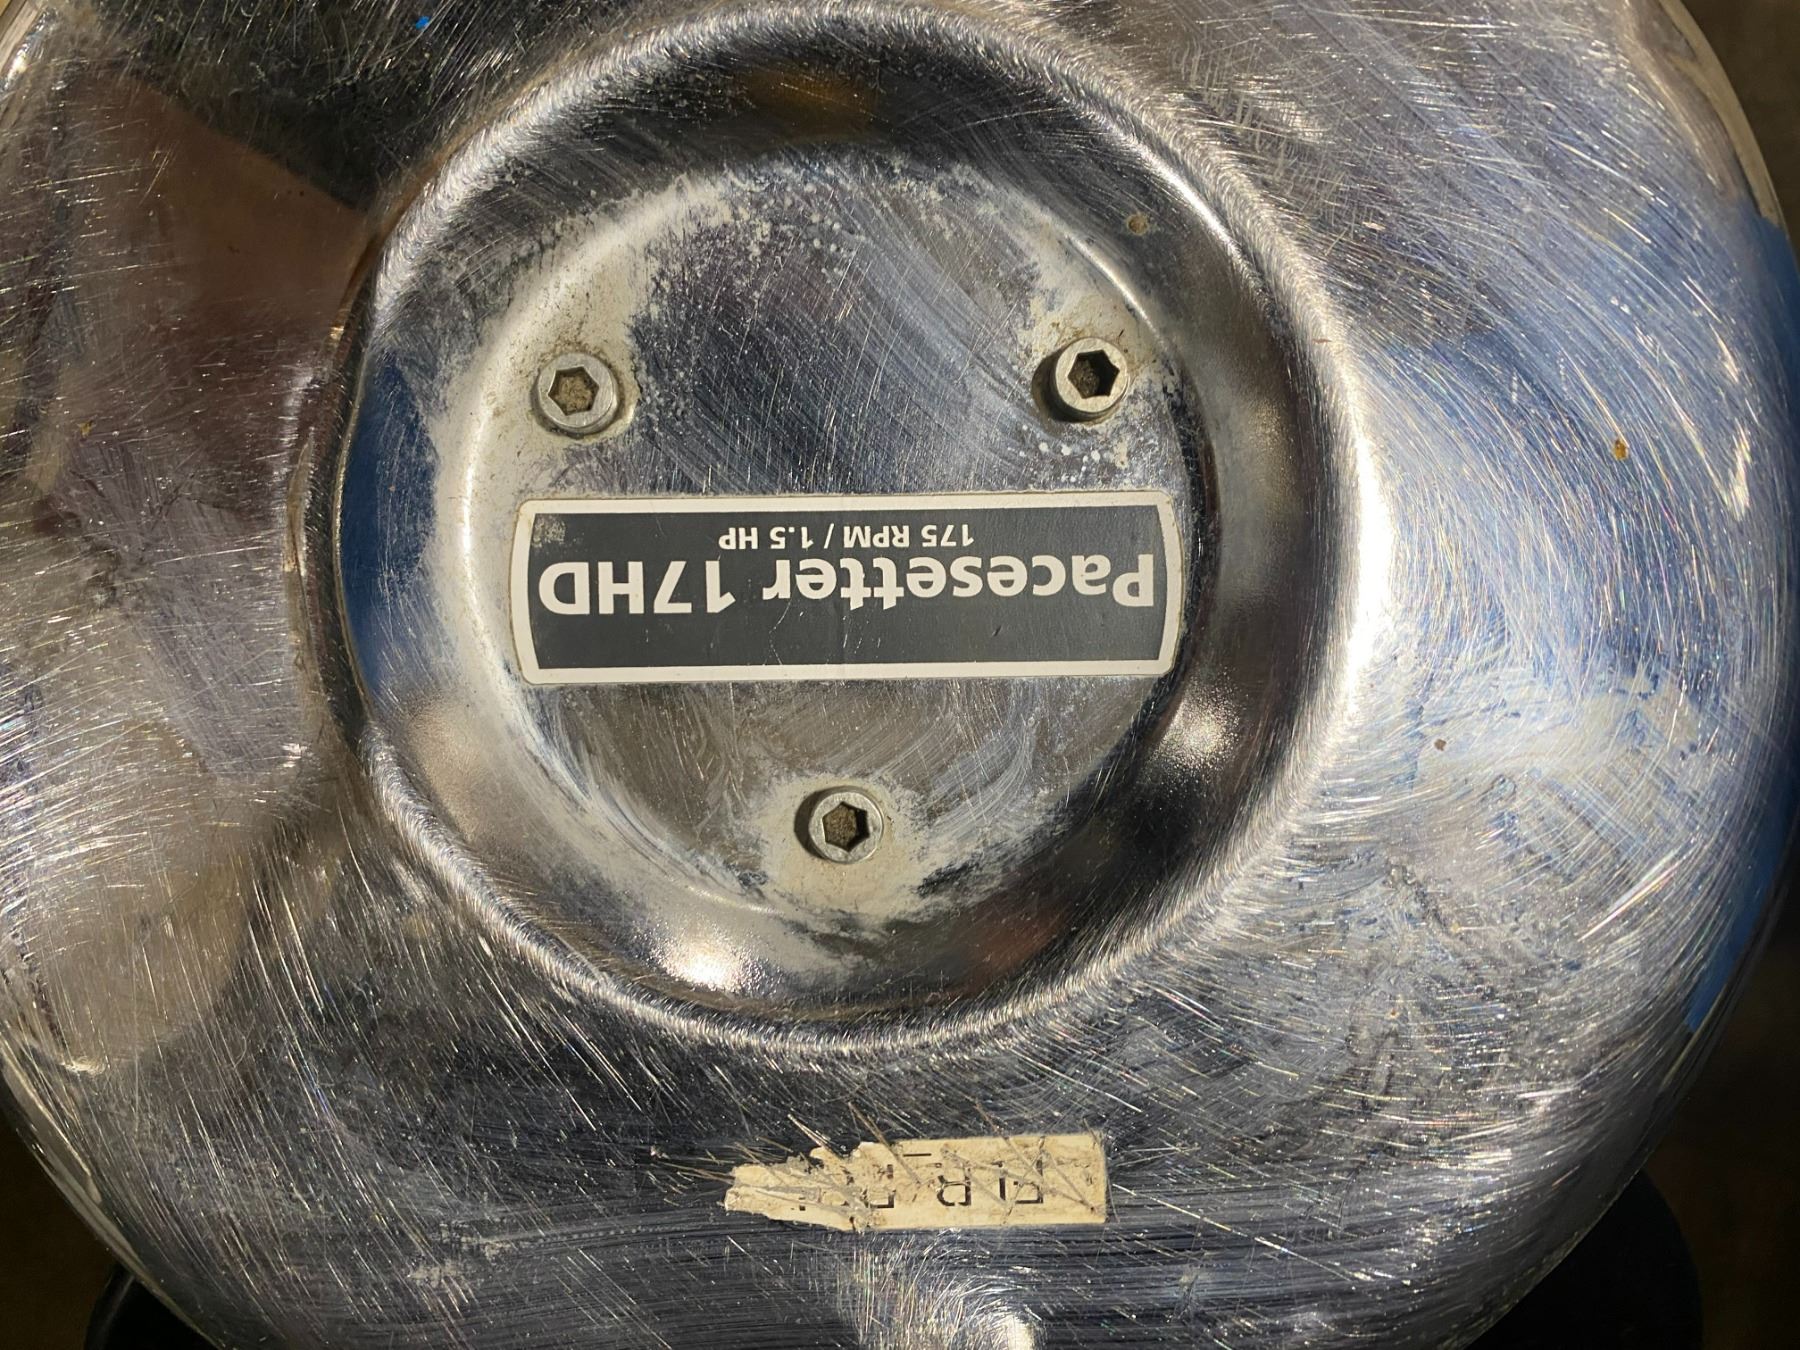 Pacesetter 17HD
175 RPM / 1.5 HP